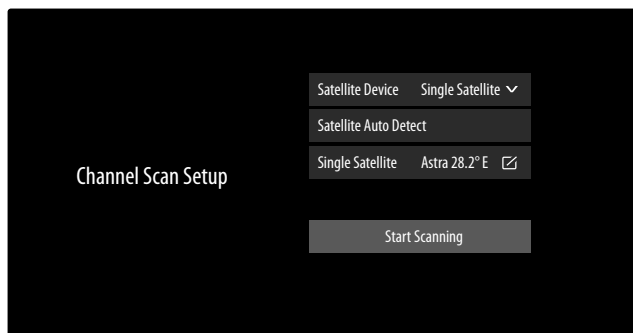 Channel Scan Setup
Satellite Device Single Satellite
Satellite Auto Detect
Single Satellite Astra 28.2° E
Start Scanning